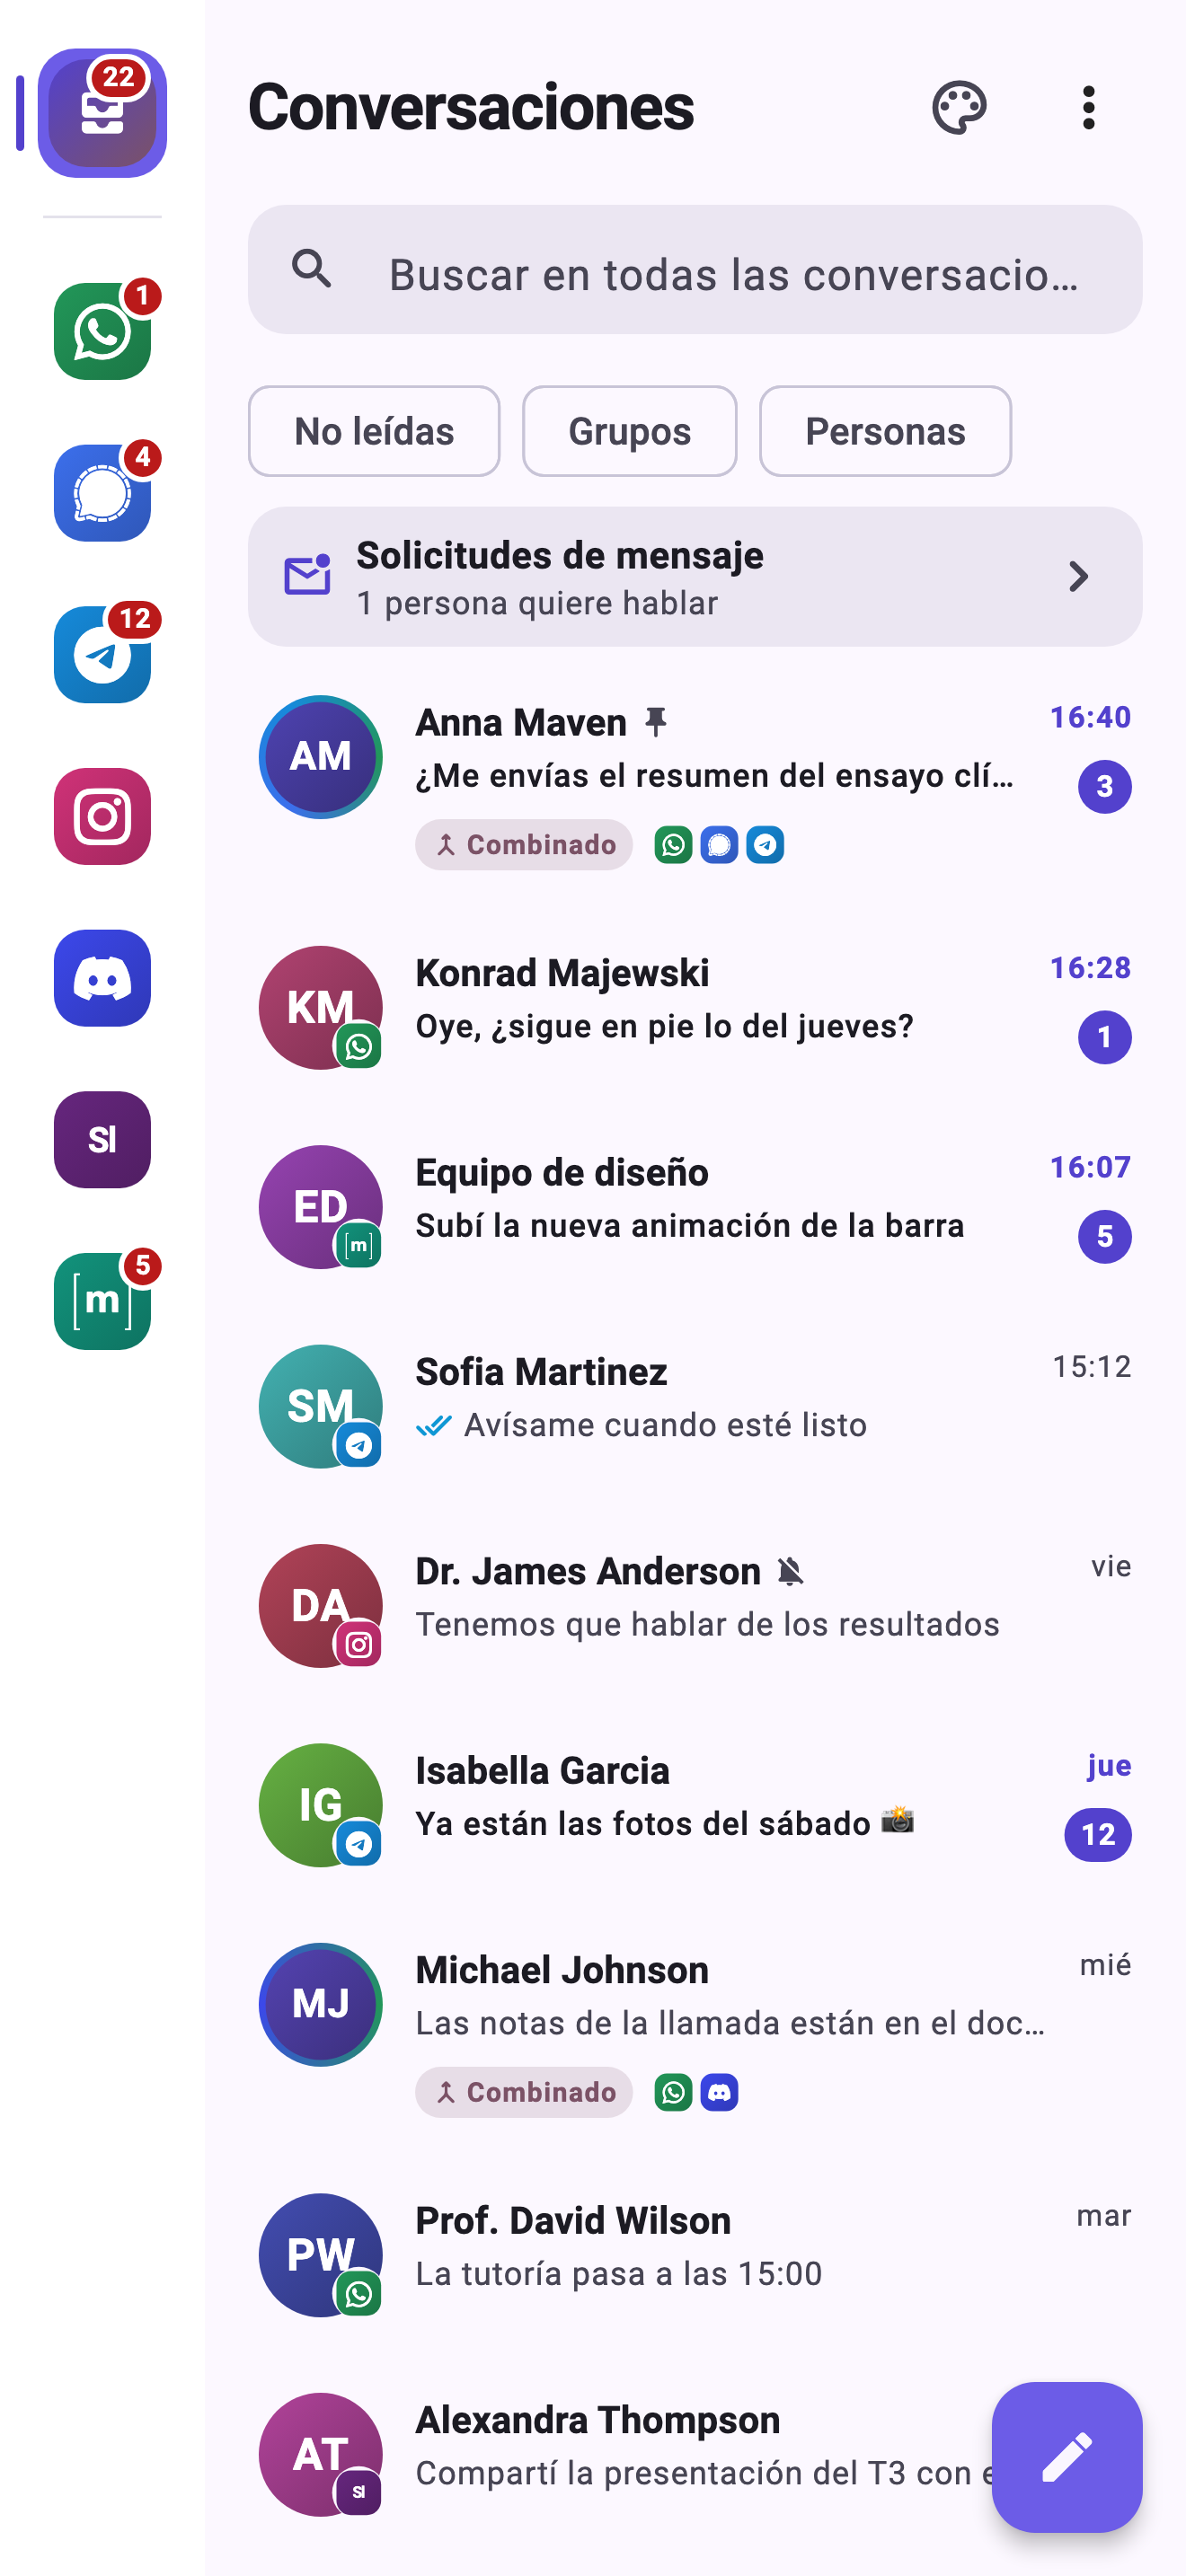 22
Conversaciones
Buscar en todas las conversacio…
1
No leídas
Grupos
Personas
4
Solicitudes de mensaje
1 persona quiere hablar
12
AM
Anna Maven
16:40
¿Me envías el resumen del ensayo clí…
3
Combinado
KM
Konrad Majewski
16:28
Oye, ¿sigue en pie lo del jueves?
1
Sl
ED
[m]
Equipo de diseño
16:07
Subí la nueva animación de la barra
5
[m]
5
SM
Sofia Martinez
15:12
Avísame cuando esté listo
DA
Dr. James Anderson
vie
Tenemos que hablar de los resultados
IG
Isabella Garcia
jue
Ya están las fotos del sábado 📸
12
MJ
Michael Johnson
mié
Las notas de la llamada están en el doc…
Combinado
PW
Prof. David Wilson
mar
La tutoría pasa a las 15:00
AT
Sl
Alexandra Thompson
Compartí la presentación del T3 con